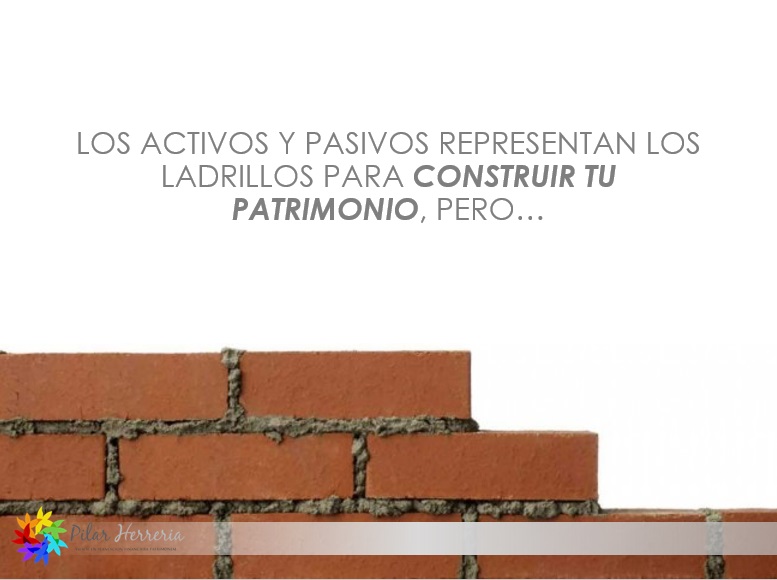 LOS ACTIVOS Y PASIVOS REPRESENTAN LOS
LADRILLOS PARA CONSTRUIR TU
PATRIMONIO, PERO...
Pilar Herrería